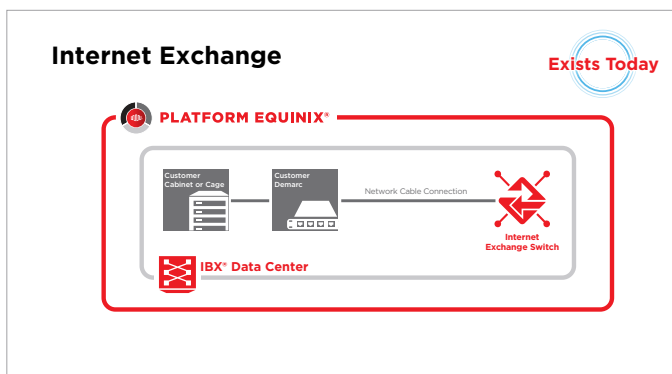 Internet Exchange
Exists Today
PLATFORM EQUINIX®
Customer
Cabinet or Cage
Customer
Demarc
Network Cable Connection
Internet
Exchange Switch
IBX® Data Center